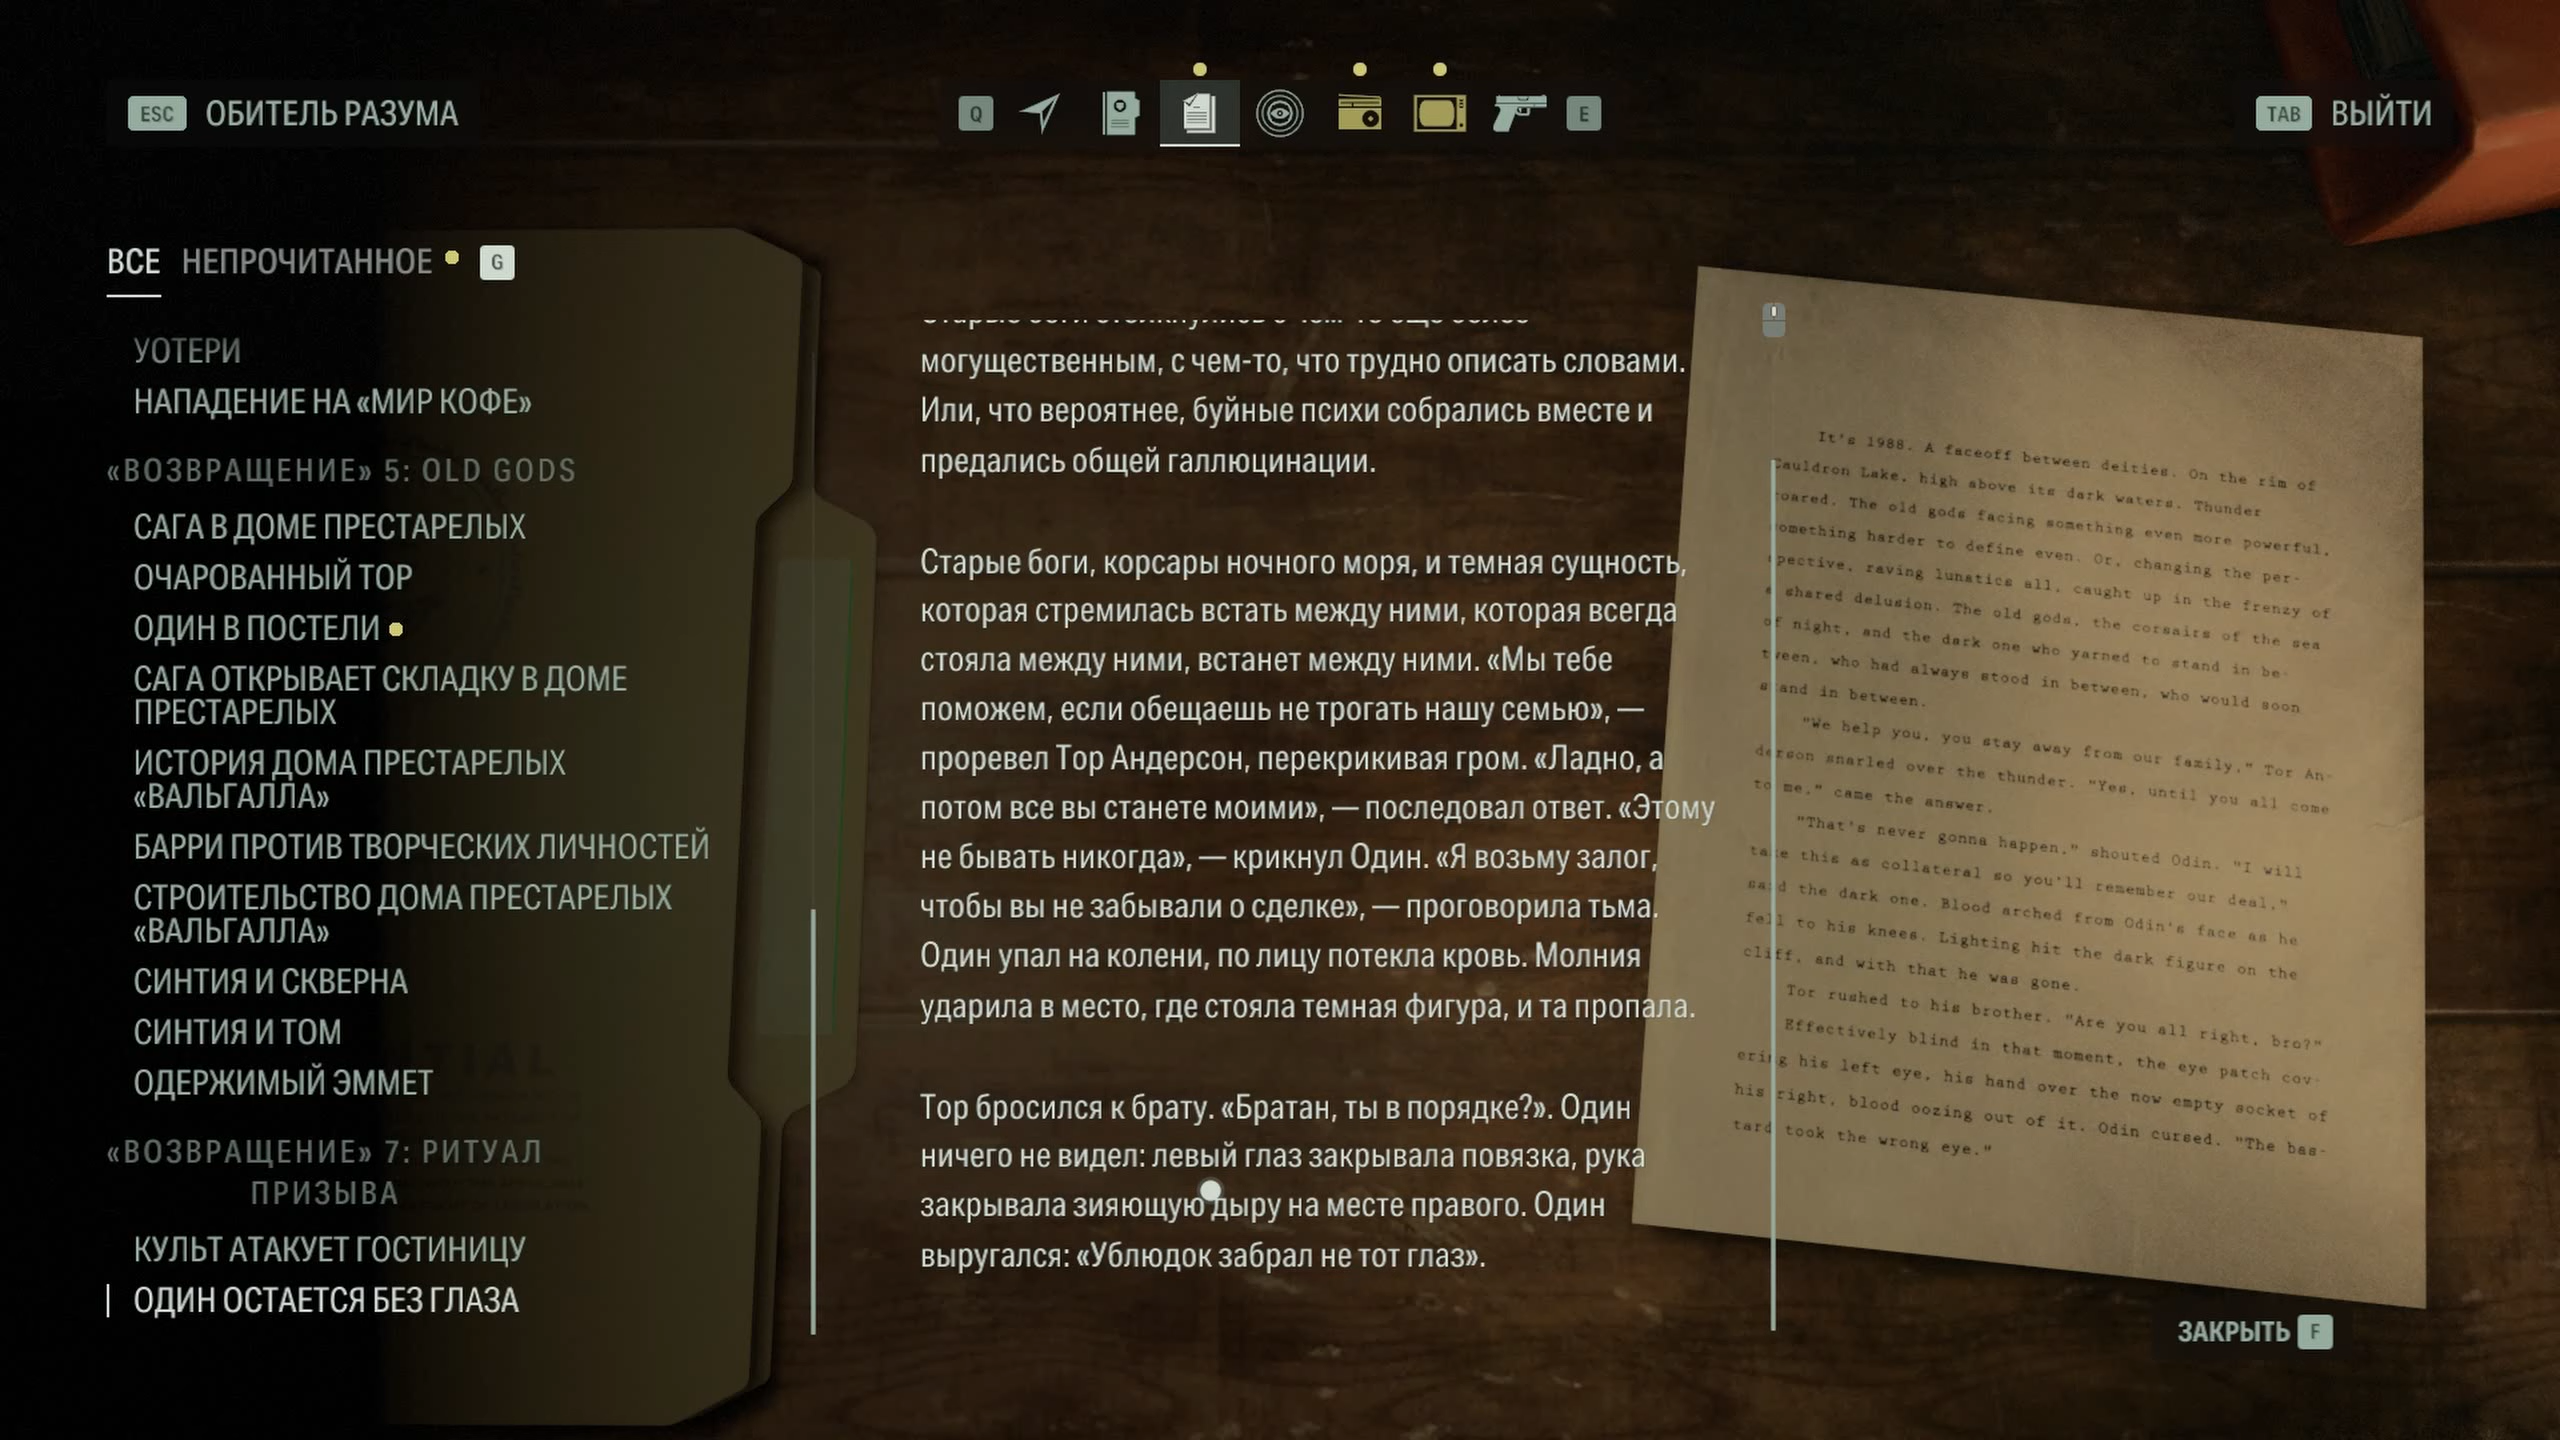 ESC ОБИТЕЛЬ РАЗУМА
Q
E
TAB ВЫЙТИ
ВСЕ НЕПРОЧИТАННОЕ G
УОТЕРИ
НАПАДЕНИЕ НА «МИР КОФЕ»
«ВОЗВРАЩЕНИЕ» 5: OLD GODS
САГА В ДОМЕ ПРЕСТАРЕЛЫХ
ОЧАРОВАННЫЙ ТОР
ОДИН В ПОСТЕЛИ
САГА ОТКРЫВАЕТ СКЛАДКУ В ДОМЕ
ПРЕСТАРЕЛЫХ
ИСТОРИЯ ДОМА ПРЕСТАРЕЛЫХ
«ВАЛЬГАЛЛА»
БАРРИ ПРОТИВ ТВОРЧЕСКИХ ЛИЧНОСТЕЙ
СТРОИТЕЛЬСТВО ДОМА ПРЕСТАРЕЛЫХ
«ВАЛЬГАЛЛА»
СИНТИЯ И СКВЕРНА
СИНТИЯ И ТОМ
ОДЕРЖИМЫЙ ЭММЕТ
«ВОЗВРАЩЕНИЕ» 7: РИТУАЛ
ПРИЗЫВА
КУЛЬТ АТАКУЕТ ГОСТИНИЦУ
ОДИН ОСТАЕТСЯ БЕЗ ГЛАЗА
могущественным, с чем-то, что трудно описать словами.
Или, что вероятнее, буйные психи собрались вместе и
предались общей галлюцинации.
Старые боги, корсары ночного моря, и темная сущность,
которая стремилась встать между ними, которая всегда
стояла между ними, встанет между ними. «Мы тебе
поможем, если обещаешь не трогать нашу семью», —
проревел Тор Андерсон, перекрикивая гром. «Ладно, а
потом все вы станете моими», — последовал ответ. «Этому
не бывать никогда», — крикнул Один. «Я возьму залог,
чтобы вы не забывали о сделке», — проговорила тьма.
Один упал на колени, по лицу потекла кровь. Молния
ударила в место, где стояла темная фигура, и та пропала.
Тор бросился к брату. «Братан, ты в порядке?». Один
ничего не видел: левый глаз закрывала повязка, рука
закрывала зияющую дыру на месте правого. Один
выругался: «Ублюдок забрал не тот глаз».
It's 1988. A faceoff between deities. On the rim of
Cauldron Lake, high above its dark waters. Thunder
roared. The old gods facing something even more powerful,
something harder to define even. Or, changing the per-
spective, raving lunatics all, caught up in the frenzy of
a shared delusion. The old gods, the corsairs of the sea
of night, and the dark one who yarned to stand in be-
tween, who had always stood in between, who would soon
stand in between.
"We help you, you stay away from our family," Tor An-
derson snarled over the thunder. "Yes, until you all come
to me," came the answer.
"That's never gonna happen," shouted Odin. "I will
take this as collateral so you'll remember our deal,"
said the dark one. Blood arched from Odin's face as he
fell to his knees. Lighting hit the dark figure on the
cliff, and with that he was gone.
Tor rushed to his brother. "Are you all right, bro?"
Effectively blind in that moment, the eye patch cov-
ering his left eye, his hand over the now empty socket of
his right, blood oozing out of it. Odin cursed. "The bas-
tard took the wrong eye."
ЗАКРЫТЬ F